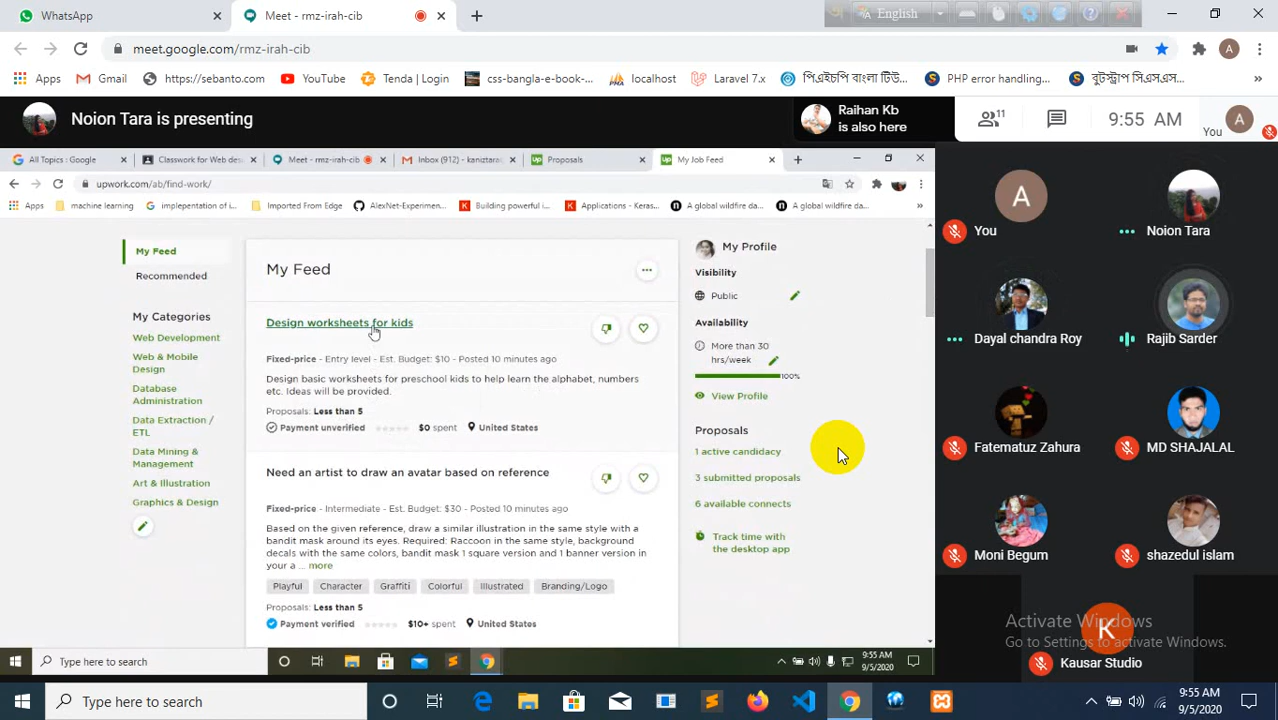 WhatsApp
Meet - rmz-irah-cib
English
meet.google.com/rmz-irah-cib
A
Apps
Gmail
https://sebanto.com
YouTube
Tenda | Login
css-bangla-e-book-...
localhost
Laravel 7.x
পিএইচপি বাংলা টিউ...
PHP error handling...
বুটস্ট্রাপ সিএসএস...
Noion Tara is presenting
Raihan Kb
is also here
11
9:55 AM
You
A
All Topics : Google
Classwork for Web des
Meet - rmz-irah-cib
Inbox (912) - kaniztarai
Proposals
My Job Feed
upwork.com/ab/find-work/
Apps
machine learning
implepentation of i...
Imported From Edge
AlexNet-Experimen...
Building powerful i...
Applications - Keras...
A global wildfire da...
A global wildfire da...
My Feed
Recommended
My Categories
Web Development
Web & Mobile
Design
Database
Administration
Data Extraction /
ETL
Data Mining &
Management
Art & Illustration
Graphics & Design
My Feed
Design worksheets for kids
Fixed-price - Entry level - Est. Budget: $10 - Posted 10 minutes ago
Design basic worksheets for preschool kids to help learn the alphabet, numbers
etc. Ideas will be provided.
Proposals: Less than 5
Payment unverified $0 spent United States
Need an artist to draw an avatar based on reference
Fixed-price - Intermediate - Est. Budget: $30 - Posted 10 minutes ago
Based on the given reference, draw a similar illustration in the same style with a
bandit mask around its eyes. Required: Raccoon in the same style, background
decals with the same colors, bandit mask 1 square version and 1 banner version in
your a ... more
Playful Character Graffiti Colorful Illustrated Branding/Logo
Proposals: Less than 5
Payment verified $10+ spent United States
My Profile
Visibility
Public
Availability
More than 30
hrs/week
100%
View Profile
Proposals
1 active candidacy
3 submitted proposals
6 available connects
Track time with
the desktop app
A
You
Noion Tara
Dayal chandra Roy
Rajib Sarder
Fatematuz Zahura
MD SHAJALAL
Moni Begum
shazedul islam
K
Kausar Studio
Activate Windows
Go to Settings to activate Windows.
Type here to search
9:55 AM
9/5/2020
Type here to search
9:55 AM
9/5/2020